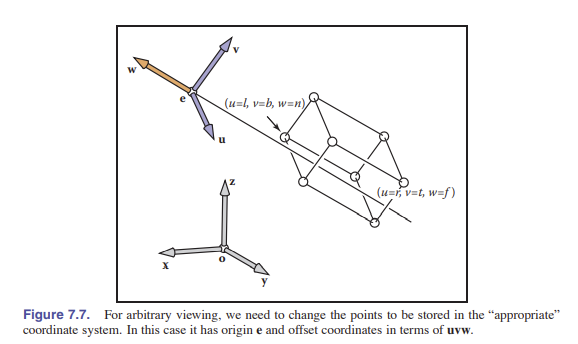 v
w
e
(u=l, v=b, w=n)
u
(u=r, v=t, w=f)
z
o
x
y
Figure 7.7. For arbitrary viewing, we need to change the points to be stored in the “appropriate”
coordinate system. In this case it has origin e and offset coordinates in terms of uvw.